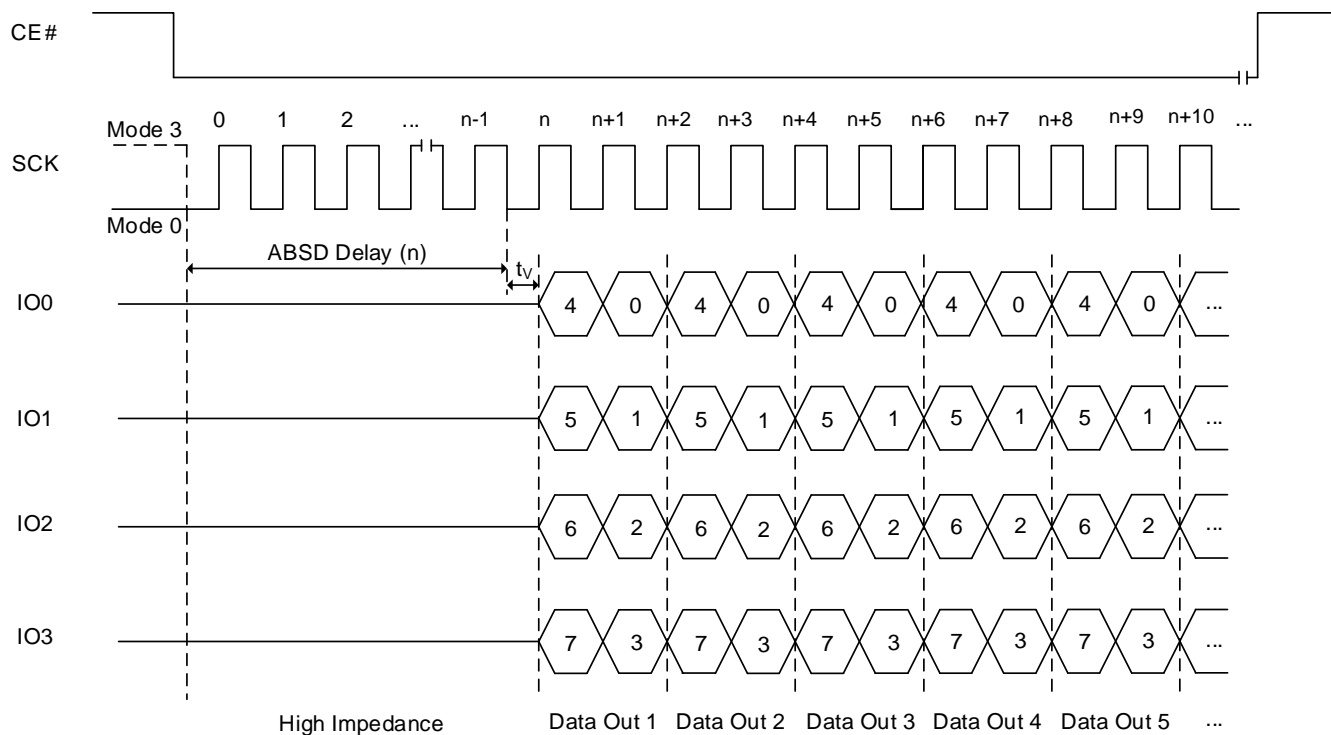 CE#
0 1 2 ... n-1 n n+1 n+2 n+3 n+4 n+5 n+6 n+7 n+8 n+9 n+10 ...
Mode 3
SCK
Mode 0
ABSD Delay (n)
tV
IO0 4 0 4 0 4 0 4 0 4 0 ...
IO1 5 1 5 1 5 1 5 1 5 1 ...
IO2 6 2 6 2 6 2 6 2 6 2 ...
IO3 7 3 7 3 7 3 7 3 7 3 ...
High Impedance Data Out 1 Data Out 2 Data Out 3 Data Out 4 Data Out 5 ...